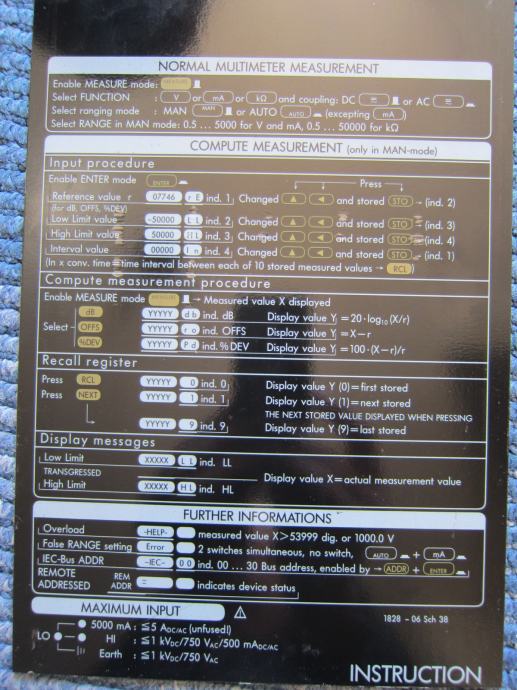 NORMAL MULTIMETER MEASUREMENT
Enable MEASURE mode: MEASURE
Select FUNCTION : V or mA or kΩ and coupling: DC = or AC =
Select ranging mode : MAN MAN or AUTO AUTO (excepting mA)
Select RANGE in MAN mode: 0.5 ... 5000 for V and mA, 0.5 ... 50000 for kΩ
COMPUTE MEASUREMENT (only in MAN-mode)
Input procedure
Enable ENTER mode ENTER Press
Reference value r 07746 r E ind. 1 Changed ▲ ◀ and stored STO → (ind. 2)
(for dB, OFFS, %DEV)
Low Limit value -50000 L L ind. 2 Changed ▲ ◀ and stored STO → (ind. 3)
High Limit value 50000 H L ind. 3 Changed ▲ ◀ and stored STO → (ind. 4)
Interval value 00000 I n ind. 4 Changed ▲ ◀ and stored STO → (ind. 1)
(In x conv. time = time interval between each of 10 stored measured values → RCL)
Compute measurement procedure
Enable MEASURE mode MEASURE → Measured value X displayed
dB YYYYY d b ind. dB Display value Y = 20·log10 (X/r)
Select – OFFS YYYYY r o ind. OFFS Display value Y = X–r
%DEV YYYYY P d ind. %DEV Display value Y = 100·(X–r)/r
Recall register
Press RCL YYYYY 0 ind. 0 Display value Y (0)=first stored
Press NEXT YYYYY 1 ind. 1 Display value Y (1)=next stored
THE NEXT STORED VALUE DISPLAYED WHEN PRESSING
YYYYY 9 ind. 9 Display value Y (9)=last stored
Display messages
Low Limit XXXXX L L ind. LL
TRANSGRESSED Display value X=actual measurement value
High Limit XXXXX H L ind. HL
FURTHER INFORMATIONS
Overload -HELP- measured value X>53999 dig. or 1000.0 V
False RANGE setting Error 2 switches simultaneous, no switch, AUTO + mA
IEC-Bus ADDR -IEC- 0 0 ind. 00 ... 30 Bus address, enabled by → ADDR + ENTER
REMOTE REM
ADDRESSED ADDR = indicates device status
MAXIMUM INPUT
1828 - 06 Sch 38
5000 mA : ≦5 ADC/AC (unfused!)
LO HI : ≦1 kVDC/750 VAC/500 mADC/AC
Earth : ≦1 kVDC/750 VAC
INSTRUCTION